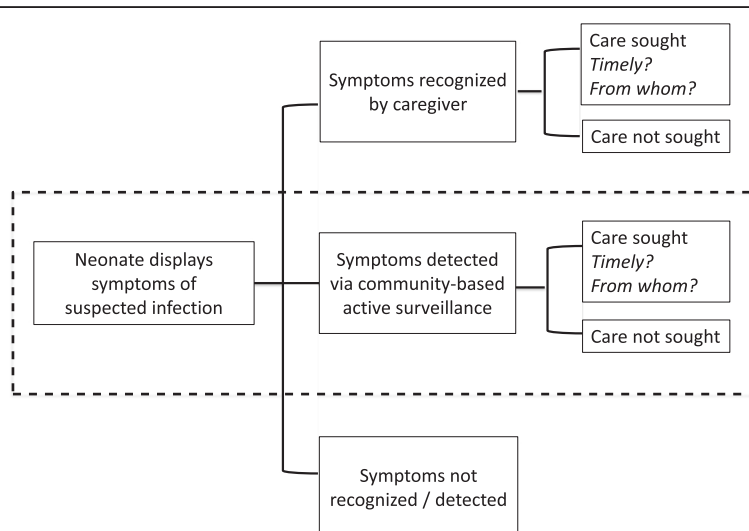 Symptoms recognized
by caregiver
Care sought
Timely?
From whom?
Care not sought
Neonate displays
symptoms of
suspected infection
Symptoms detected
via community-based
active surveillance
Care sought
Timely?
From whom?
Care not sought
Symptoms not
recognized / detected